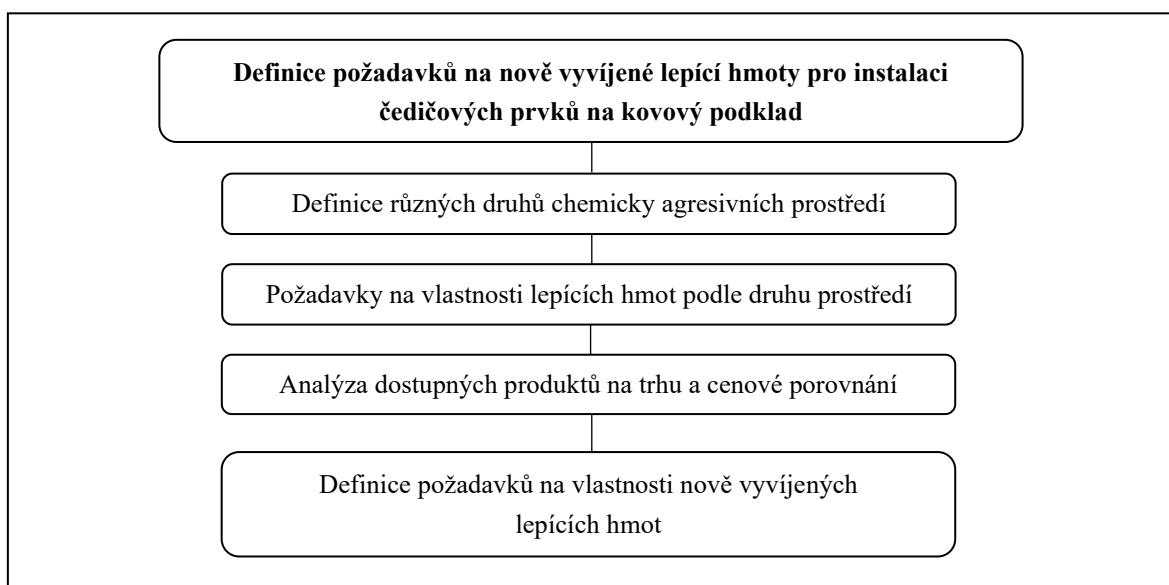 Definice požadavků na nově vyvíjené lepící hmoty pro instalaci
čedičových prvků na kovový podklad
Definice různých druhů chemicky agresivních prostředí
Požadavky na vlastnosti lepících hmot podle druhu prostředí
Analýza dostupných produktů na trhu a cenové porovnání
Definice požadavků na vlastnosti nově vyvíjených
lepících hmot